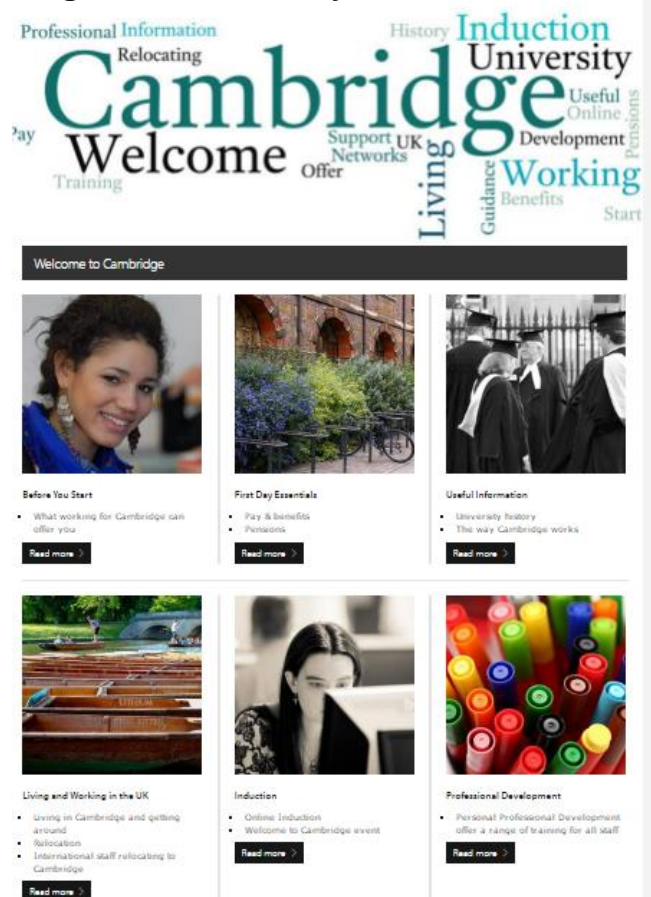 Professional Information
History
Induction
Relocating
University
Cambridge
Useful
Online
Pensions
Pay
Welcome
Offer
Support
Networks
UK
Living
Development
Training
Guidance
Working
Benefits
Start
Welcome to Cambridge
Before You Start
What working for Cambridge can
offer you
Read more >
First Day Essentials
Pay & benefits
Pensions
Read more >
Useful Information
University history
The way Cambridge works
Read more >
Living and Working in the UK
Living in Cambridge and getting
around
Relocation
International staff relocating to
Cambridge
Read more >
Induction
Online Induction
Welcome to Cambridge event
Read more >
Professional Development
Personal Professional Development
offer a range of training for all staff
Read more >